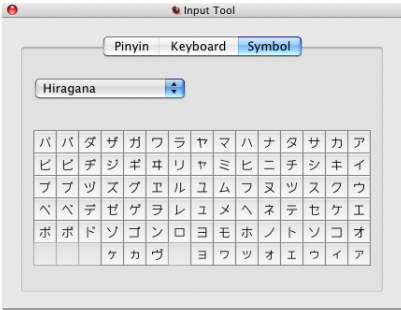 Input Tool
Pinyin Keyboard Symbol
Hiragana
パ バ ダ ザ ガ ワ ラ ヤ マ ハ ナ タ サ カ ア
ピ ビ ヂ ジ ギ ヰ リ ャ ミ ヒ ニ チ シ キ イ
プ ブ ヅ ズ グ ヱ ル ユ ム フ ヌ ツ ス ク ウ
ペ ベ デ ゼ ゲ ヲ レ ュ メ ヘ ネ テ セ ケ エ
ポ ボ ド ゾ ゴ ン ロ ヨ モ ホ ノ ト ソ コ オ
ヶ ヵ ヴ ョ ヮ ッ ォ ェ ゥ ィ ァ